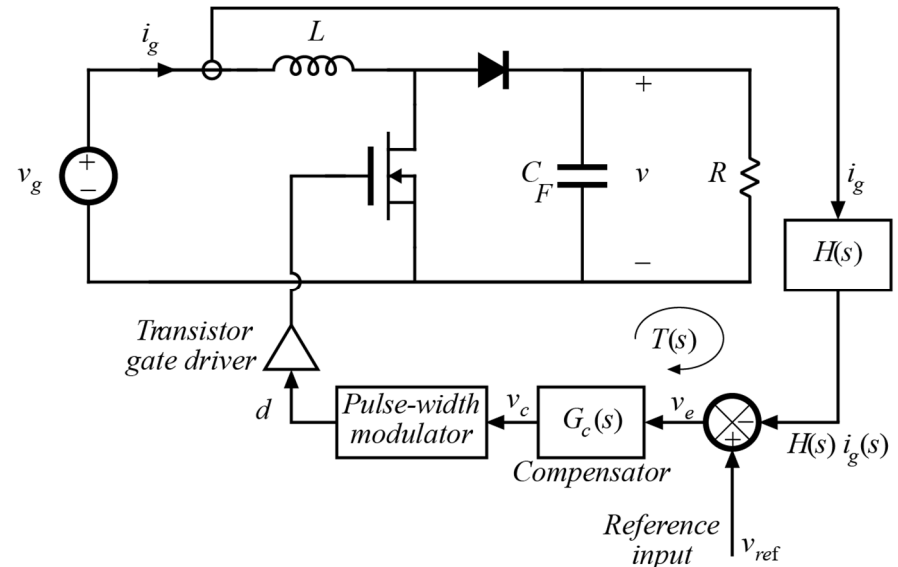 L
i_g
+
v_g
+
−
C_F
v
R
−
i_g
H(s)
Transistor
gate driver
T(s)
d
Pulse-width
modulator
v_c
G_c(s)
v_e
−
+
H(s) i_g(s)
Compensator
Reference
input
v_ref